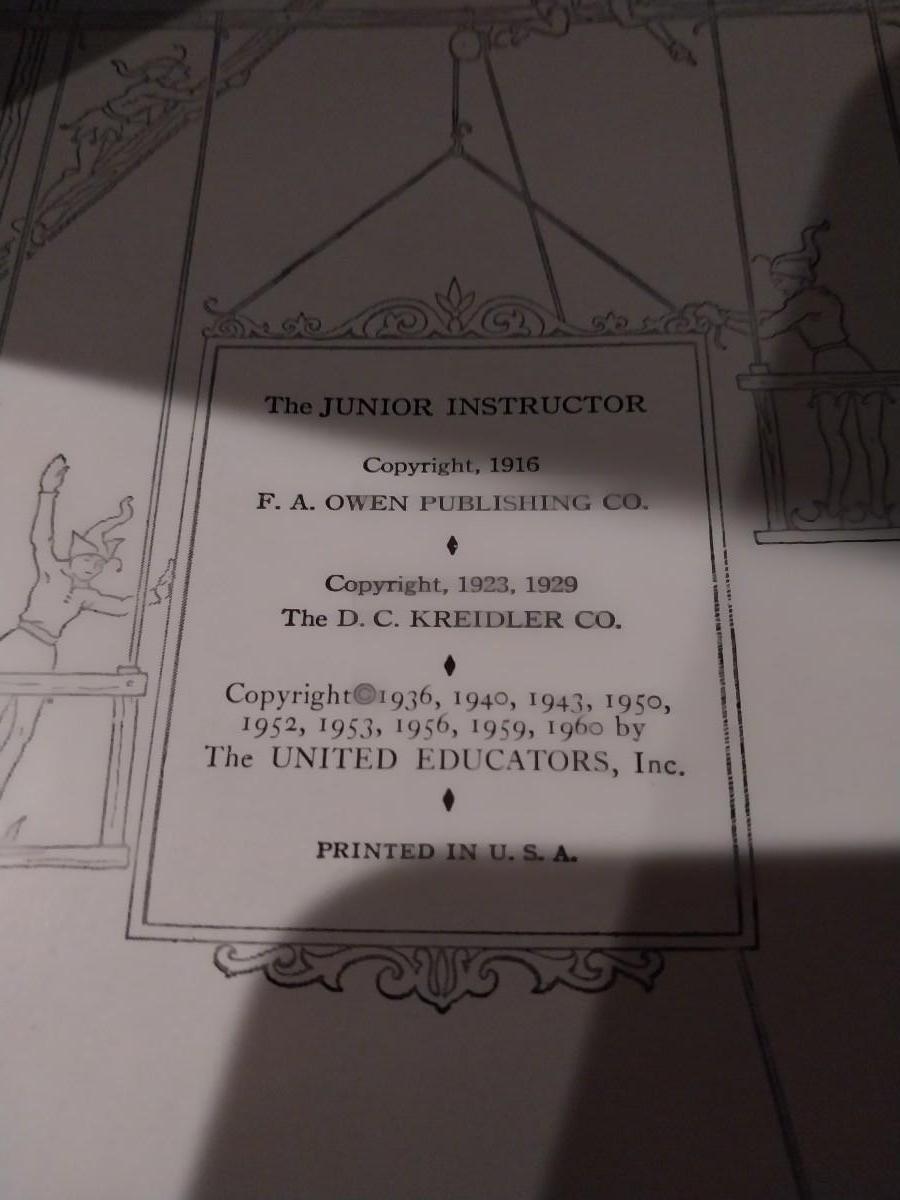 The JUNIOR INSTRUCTOR
Copyright, 1916
F. A. OWEN PUBLISHING CO.
Copyright, 1923, 1929
The D. C. KREIDLER CO.
Copyright©1936, 1940, 1943, 1950,
1952, 1953, 1956, 1959, 1960 by
The UNITED EDUCATORS, Inc.
PRINTED IN U. S. A.